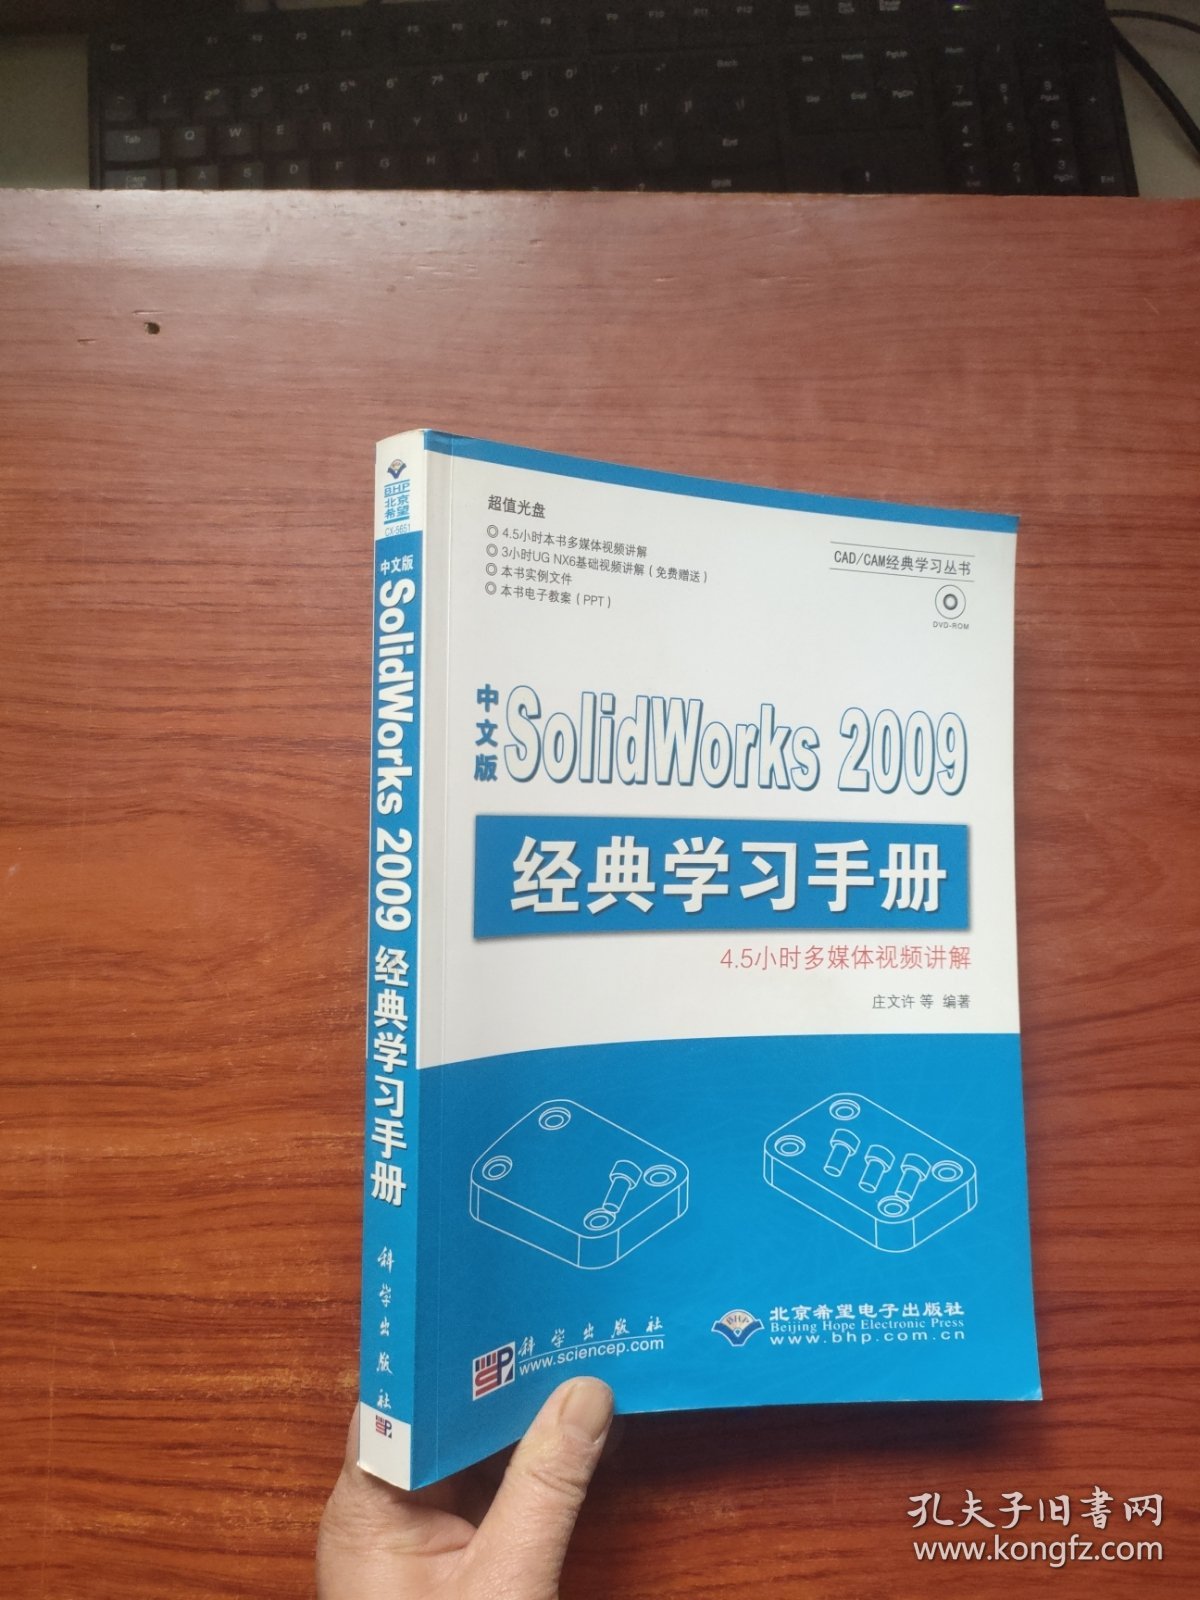 BHP
北京
希望
CX-5651
中文版
SolidWorks 2009
经典学习手册
科学出版社
超值光盘
◎ 4.5小时本书多媒体视频讲解
◎ 3小时UG NX6基础视频讲解（免费赠送）
◎ 本书实例文件
◎ 本书电子教案（PPT）
CAD/CAM经典学习丛书
DVD-ROM
中文版
SolidWorks 2009
经典学习手册
4.5小时多媒体视频讲解
庄文许 等 编著
科学出版社
www.sciencep.com
北京希望电子出版社
Beijing Hope Electronic Press
www.bhp.com.cn
孔夫子旧书网
www.kongfz.com